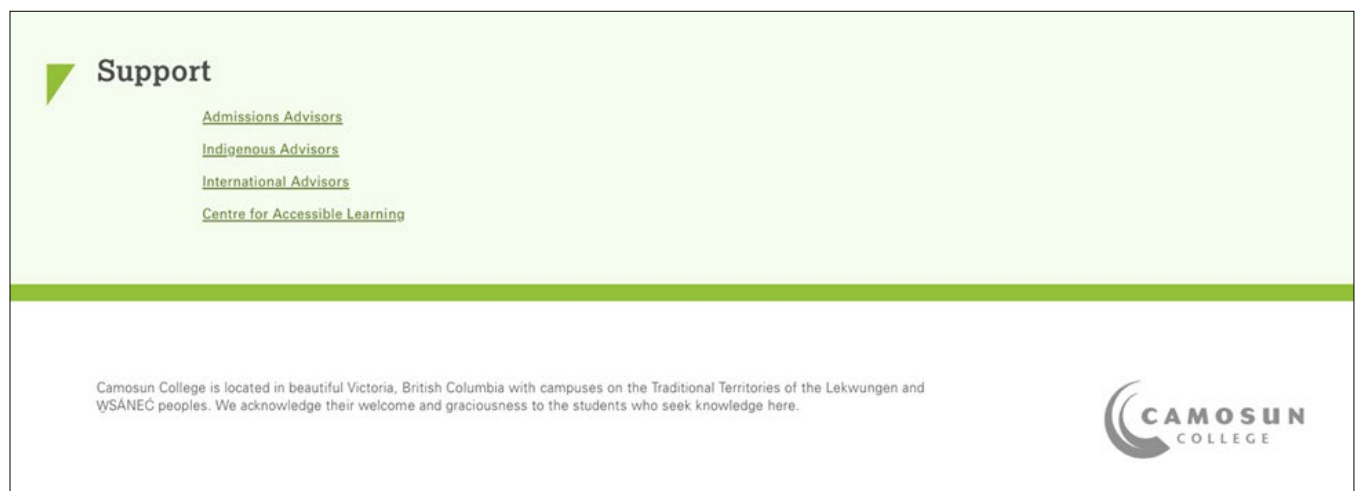 Support
Admissions Advisors
Indigenous Advisors
International Advisors
Centre for Accessible Learning
Camosun College is located in beautiful Victoria, British Columbia with campuses on the Traditional Territories of the Lekwungen and
W̱SÁNEĆ peoples. We acknowledge their welcome and graciousness to the students who seek knowledge here.
CAMOSUN
COLLEGE